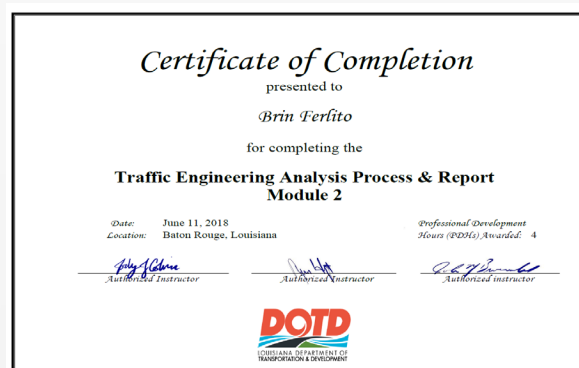 Certificate of Completion
presented to
Brin Ferlito
for completing the
Traffic Engineering Analysis Process & Report
Module 2
Date: June 11, 2018
Location: Baton Rouge, Louisiana
Professional Development
Hours (PDHs) Awarded: 4
Authorized Instructor
Authorized Instructor
Authorized instructor
DOTD
LOUISIANA DEPARTMENT OF
TRANSPORTATION & DEVELOPMENT